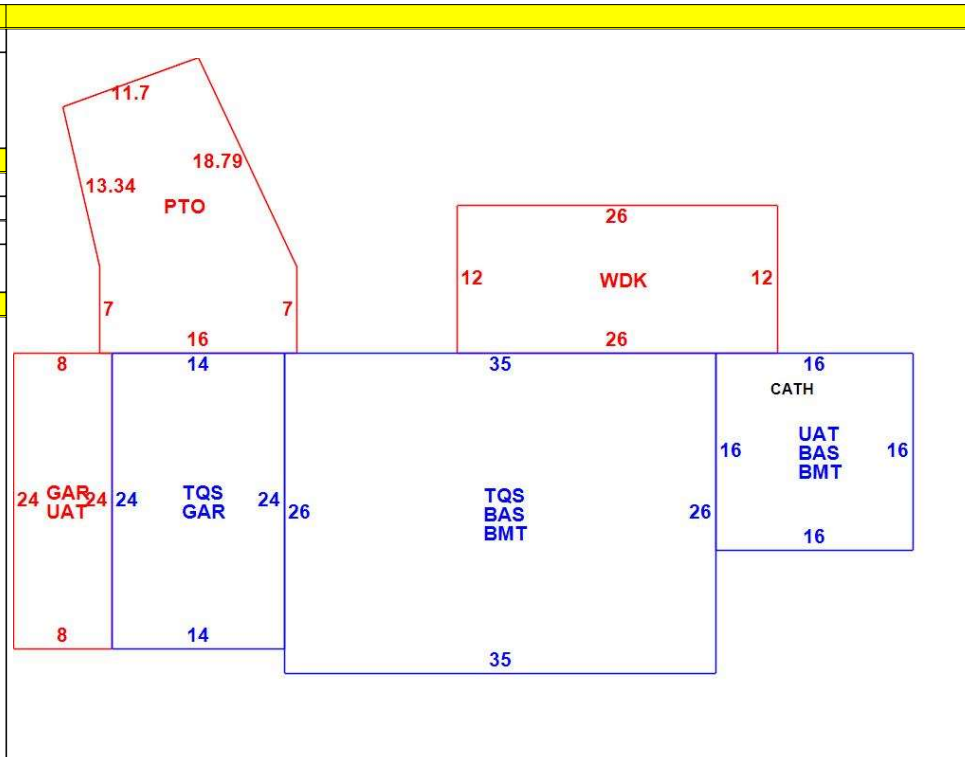 11.7
18.79
13.34
PTO
7
7
16
26
12
WDK
12
26
8
14
35
16
CATH
16
UAT
16
BAS
BMT
24
GAR
24
UAT
24
TQS
24
GAR
26
TQS
26
BAS
BMT
16
8
14
35